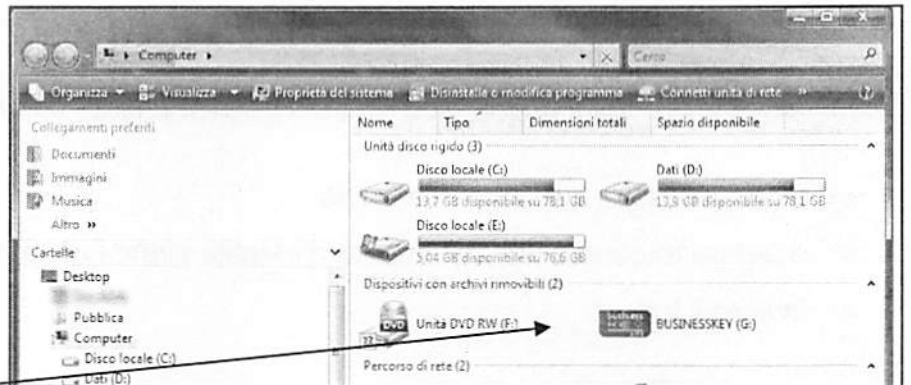 Computer
Cerca
Organizza Visualizza Proprietà del sistema Disinstalla o modifica programma Connetti unità di rete »
Collegamenti preferiti
Documenti
Immagini
Musica
Altro »
Cartelle
Desktop
Pubblica
Computer
Disco locale (C:)
Dati (D:)
Nome Tipo Dimensioni totali Spazio disponibile
Unità disco rigido (3)
Disco locale (C:)
13,7 GB disponibile su 78,1 GB
Dati (D:)
13,9 GB disponibile su 78,1 GB
Disco locale (E:)
5,04 GB disponibile su 76,6 GB
Dispositivi con archivi rimovibili (2)
DVD
Unità DVD RW (F:)
business
BUSINESSKEY (G:)
Percorso di rete (2)